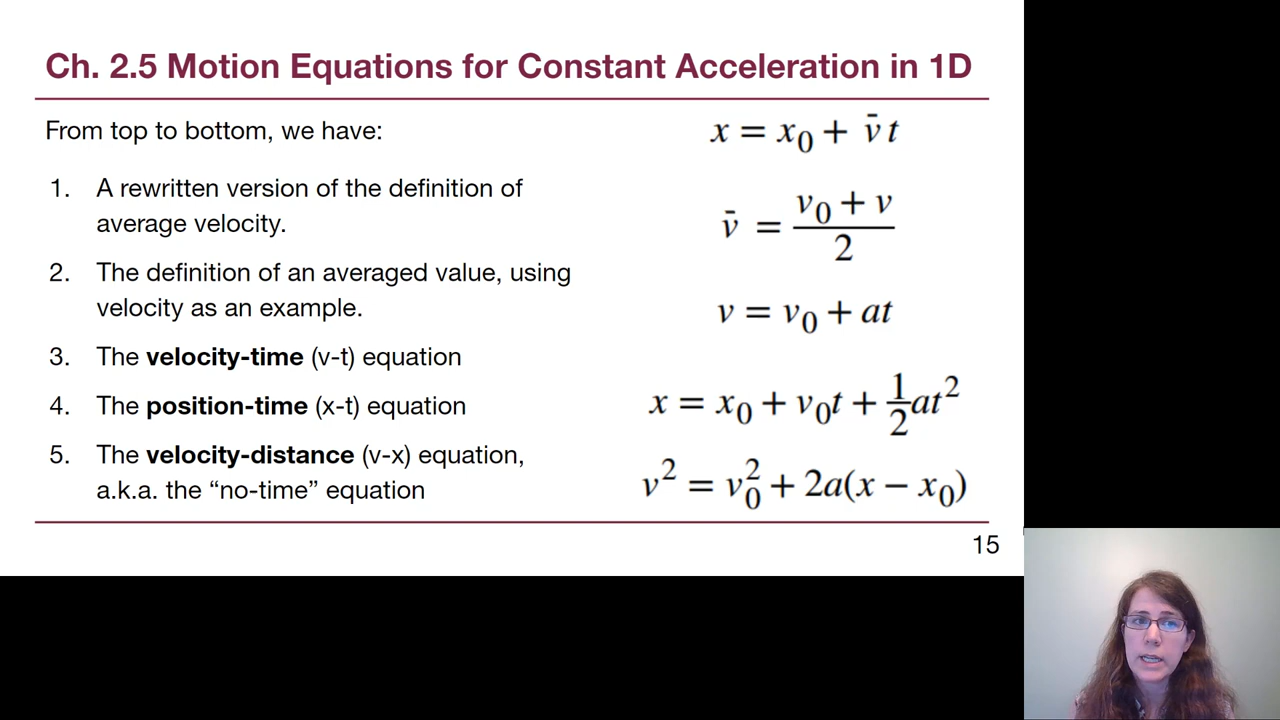 Ch. 2.5 Motion Equations for Constant Acceleration in 1D
From top to bottom, we have:
1. A rewritten version of the definition of
average velocity.
2. The definition of an averaged value, using
velocity as an example.
3. The velocity-time (v-t) equation
4. The position-time (x-t) equation
5. The velocity-distance (v-x) equation,
a.k.a. the “no-time” equation
x = x₀ + v̄ t
v̄ = (v₀ + v)/2
v = v₀ + at
x = x₀ + v₀t + ½at²
v² = v₀² + 2a(x − x₀)
15